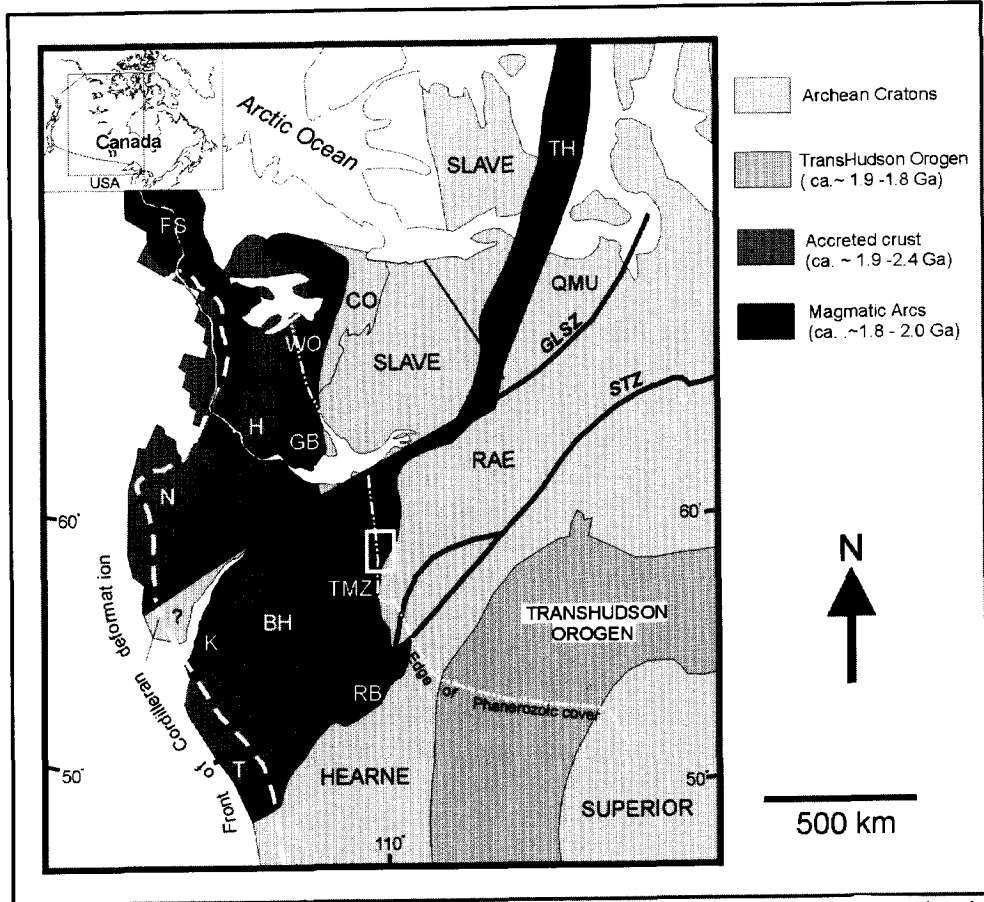 Canada
USA
Arctic Ocean
SLAVE
TH
FS
CO
QMU
WO
SLAVE
GLSZ
STZ
H
GB
RAE
N
60°
60°
TMZ
?
BH
K
TRANSHUDSON
OROGEN
RB
Edge of Phanerozoic cover
Front of Cordilleran deformation
T
HEARNE
50°
50°
SUPERIOR
110°
Archean Cratons
TransHudson Orogen
( ca.~ 1.9 -1.8 Ga)
Accreted crust
(ca. ~ 1.9 -2.4 Ga)
Magmatic Arcs
(ca. .~1.8 - 2.0 Ga)
N
500 km